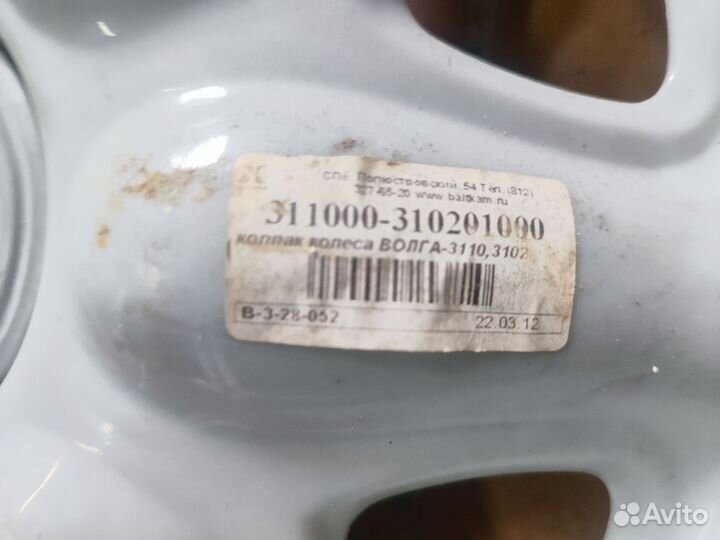 СПб, Полюстровский, 54 Тел. (812)
327-65-20 www.baltkam.ru
311000-310201000
колпак колеса ВОЛГА-3110,3102
В-3-28-052
22.03.12
Avito